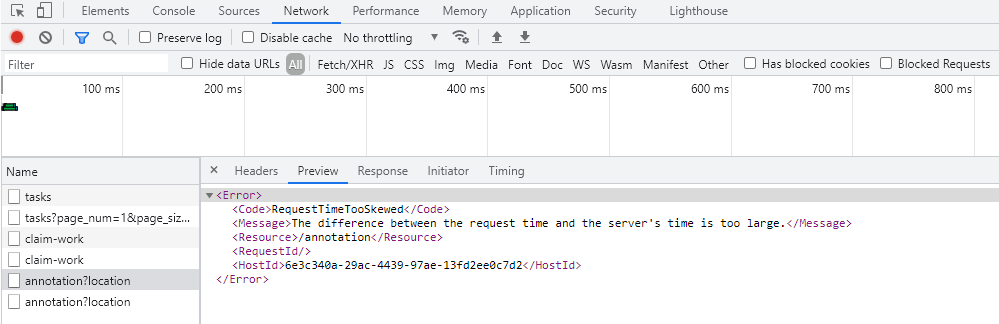 Elements Console Sources Network Performance Memory Application Security Lighthouse
Preserve log Disable cache No throttling
Filter Hide data URLs All Fetch/XHR JS CSS Img Media Font Doc WS Wasm Manifest Other Has blocked cookies Blocked Requests
100 ms 200 ms 300 ms 400 ms 500 ms 600 ms 700 ms 800 ms
Name
tasks
tasks?page_num=1&page_siz...
claim-work
claim-work
annotation?location
annotation?location
× Headers Preview Response Initiator Timing
<Error>
<Code>RequestTimeTooSkewed</Code>
<Message>The difference between the request time and the server's time is too large.</Message>
<Resource>/annotation</Resource>
<RequestId/>
<HostId>6e3c340a-29ac-4439-97ae-13fd2ee0c7d2</HostId>
</Error>